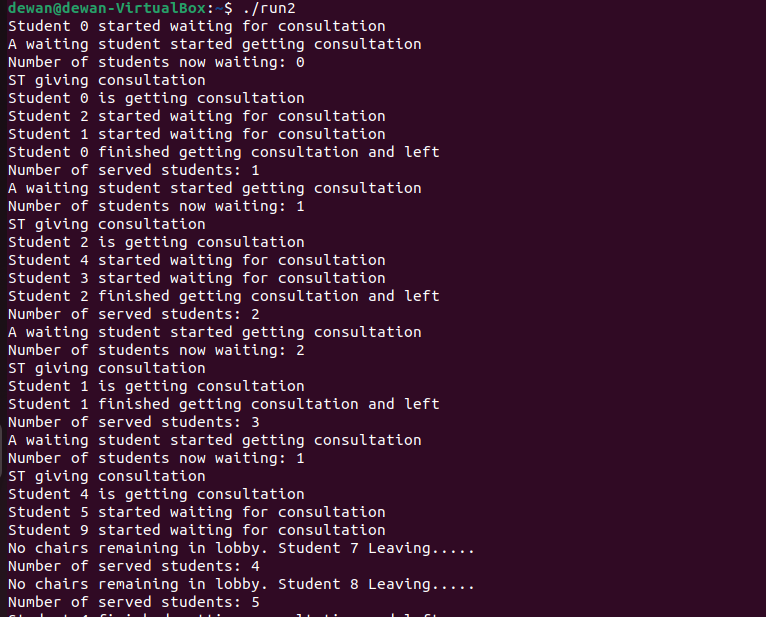 dewan@dewan-VirtualBox:~$ ./run2
Student 0 started waiting for consultation
A waiting student started getting consultation
Number of students now waiting: 0
ST giving consultation
Student 0 is getting consultation
Student 2 started waiting for consultation
Student 1 started waiting for consultation
Student 0 finished getting consultation and left
Number of served students: 1
A waiting student started getting consultation
Number of students now waiting: 1
ST giving consultation
Student 2 is getting consultation
Student 4 started waiting for consultation
Student 3 started waiting for consultation
Student 2 finished getting consultation and left
Number of served students: 2
A waiting student started getting consultation
Number of students now waiting: 2
ST giving consultation
Student 1 is getting consultation
Student 1 finished getting consultation and left
Number of served students: 3
A waiting student started getting consultation
Number of students now waiting: 1
ST giving consultation
Student 4 is getting consultation
Student 5 started waiting for consultation
Student 9 started waiting for consultation
No chairs remaining in lobby. Student 7 Leaving.....
Number of served students: 4
No chairs remaining in lobby. Student 8 Leaving.....
Number of served students: 5